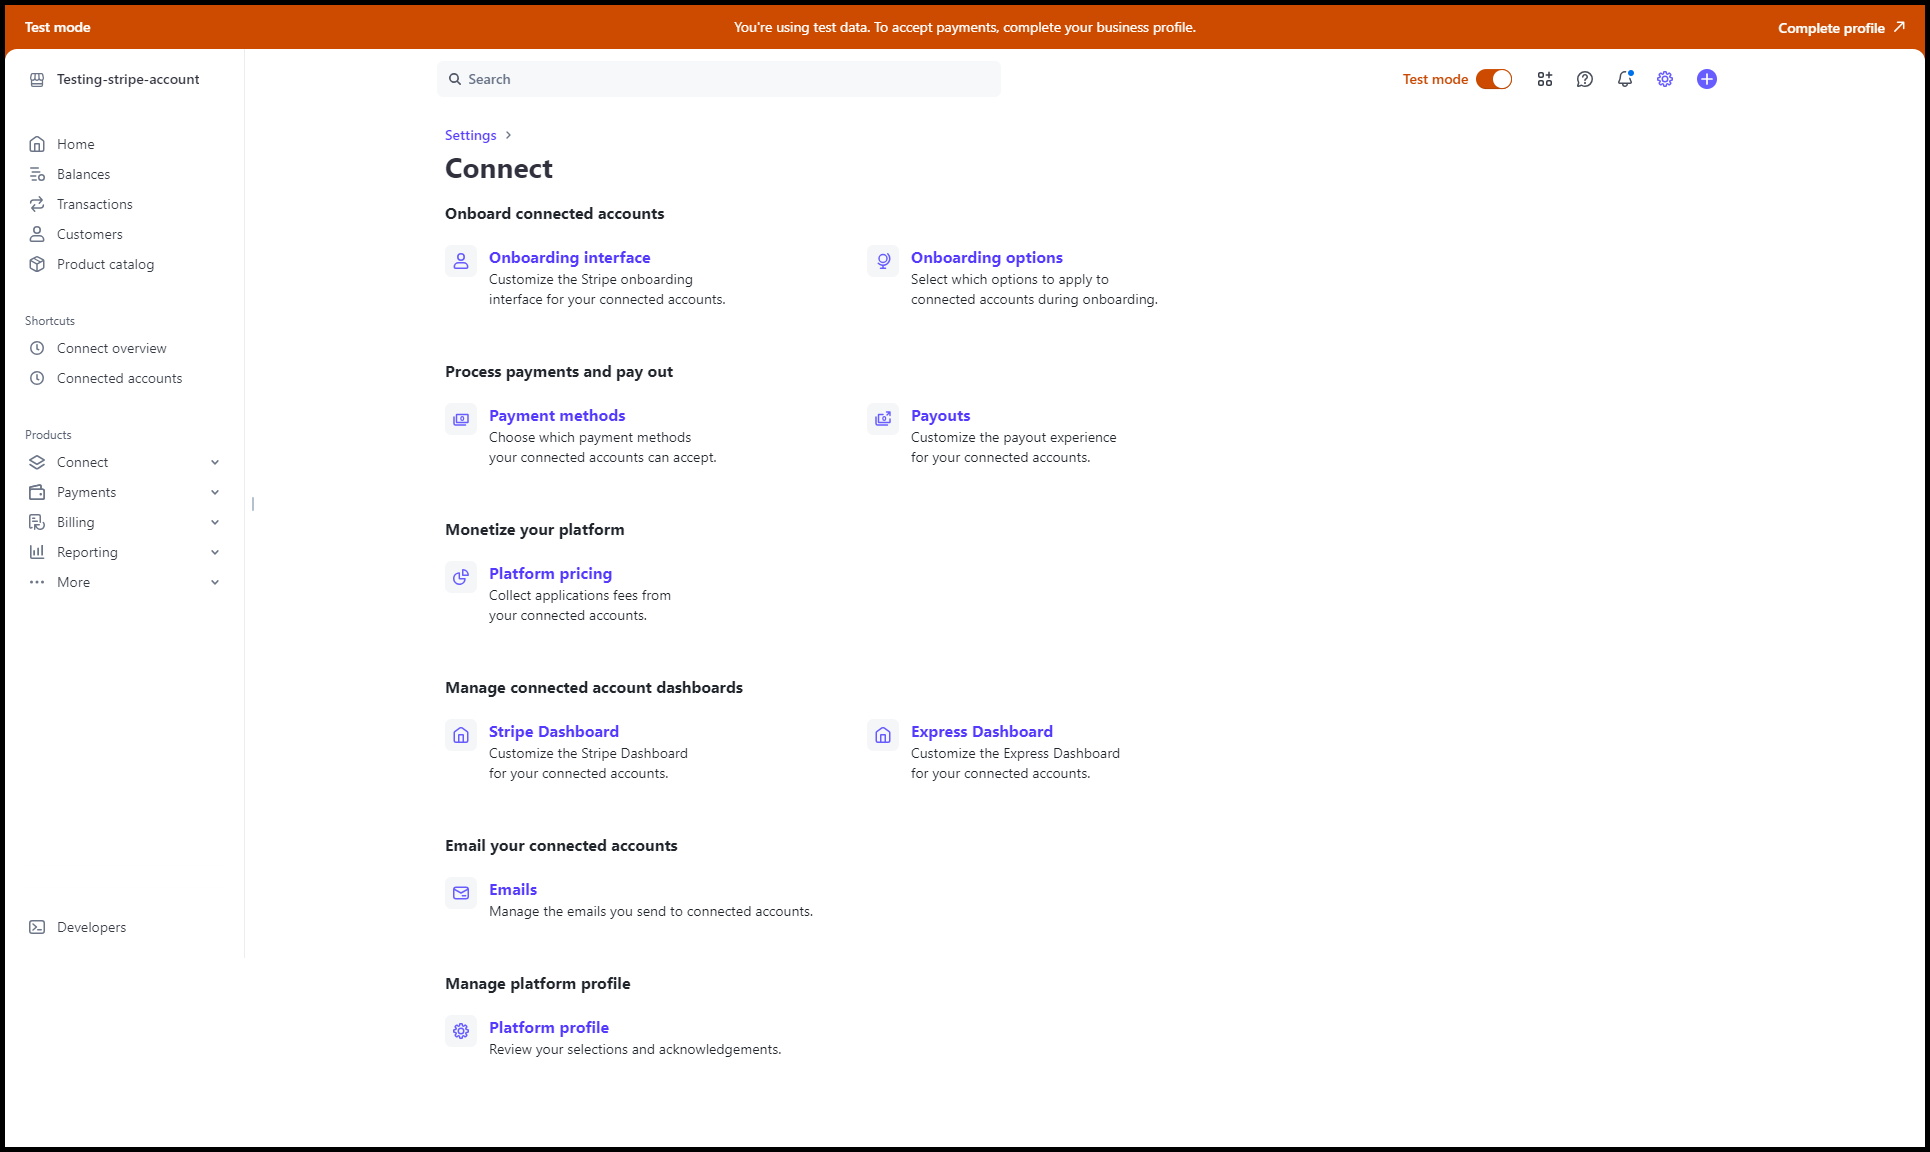 Test mode
You're using test data. To accept payments, complete your business profile.
Complete profile
Testing-stripe-account
Search
Test mode
Home
Balances
Transactions
Customers
Product catalog
Shortcuts
Connect overview
Connected accounts
Products
Connect
Payments
Billing
Reporting
More
Developers
Settings
Connect
Onboard connected accounts
Onboarding interface
Customize the Stripe onboarding
interface for your connected accounts.
Onboarding options
Select which options to apply to
connected accounts during onboarding.
Process payments and pay out
Payment methods
Choose which payment methods
your connected accounts can accept.
Payouts
Customize the payout experience
for your connected accounts.
Monetize your platform
Platform pricing
Collect applications fees from
your connected accounts.
Manage connected account dashboards
Stripe Dashboard
Customize the Stripe Dashboard
for your connected accounts.
Express Dashboard
Customize the Express Dashboard
for your connected accounts.
Email your connected accounts
Emails
Manage the emails you send to connected accounts.
Manage platform profile
Platform profile
Review your selections and acknowledgements.